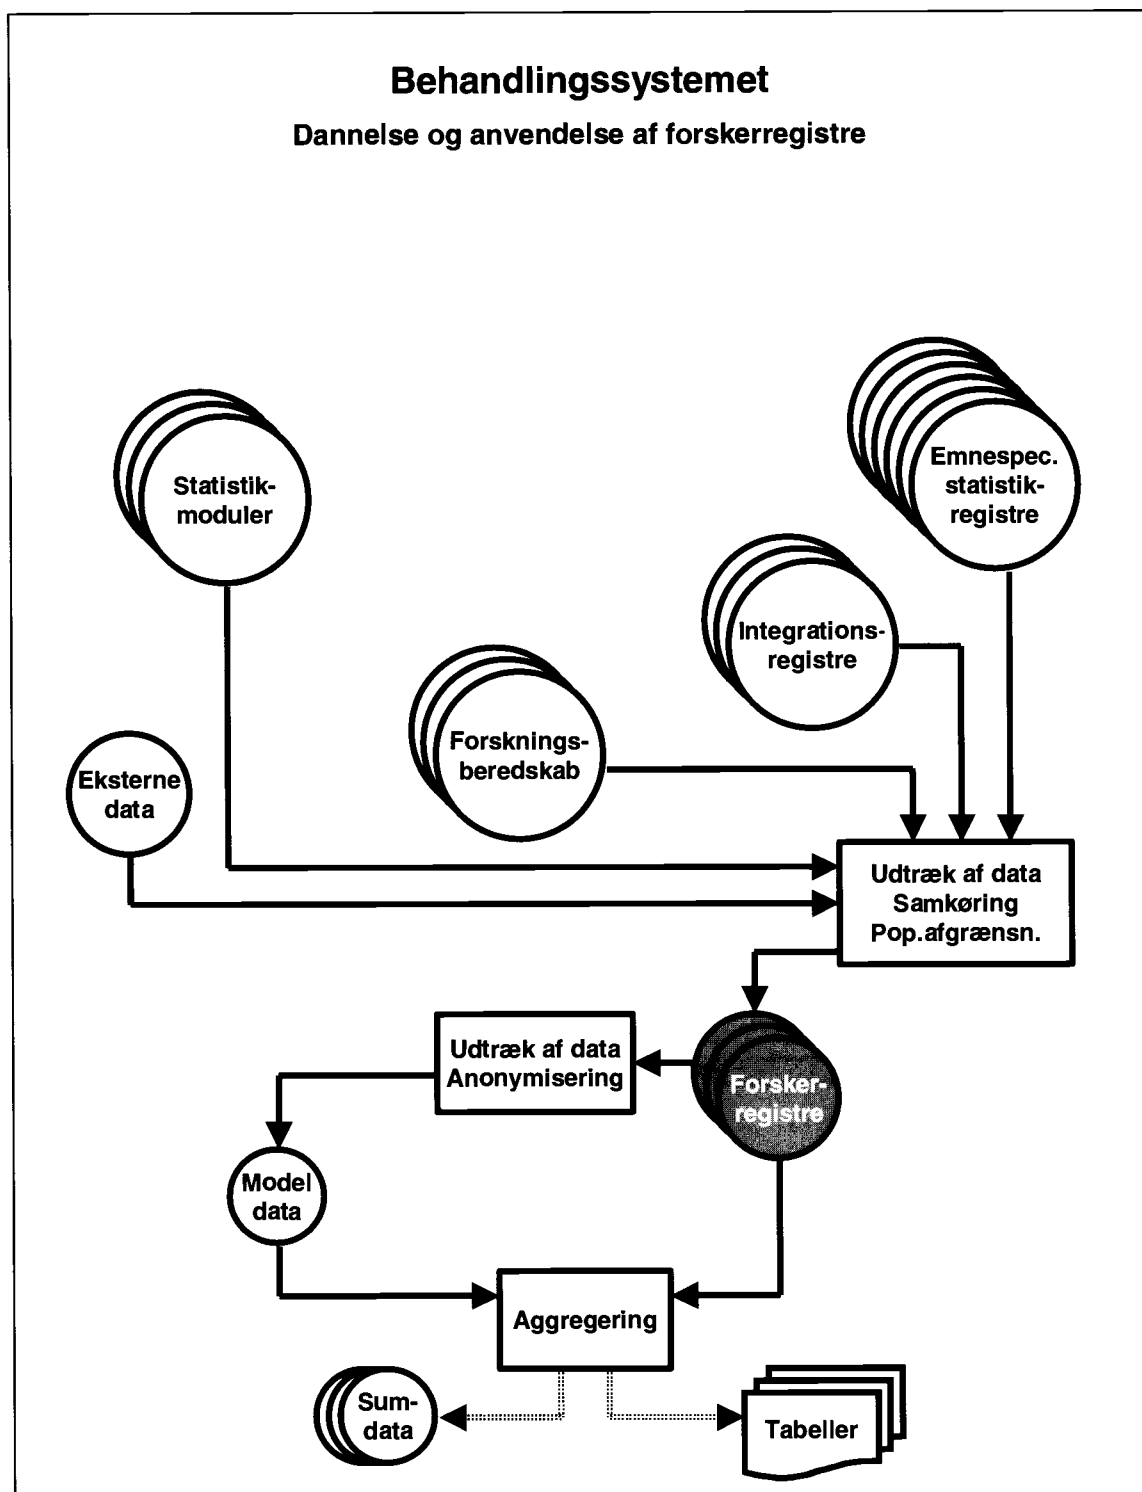 Behandlingssystemet
Dannelse og anvendelse af forskerregistre
Emnespec.
statistik-
registre
Statistik-
moduler
Integrations-
registre
Forsknings-
beredskab
Eksterne
data
Udtræk af data
Samkøring
Pop.afgrænsn.
Udtræk af data
Anonymisering
Forsker-
registre
Model
data
Aggregering
Sum-
data
Tabeller